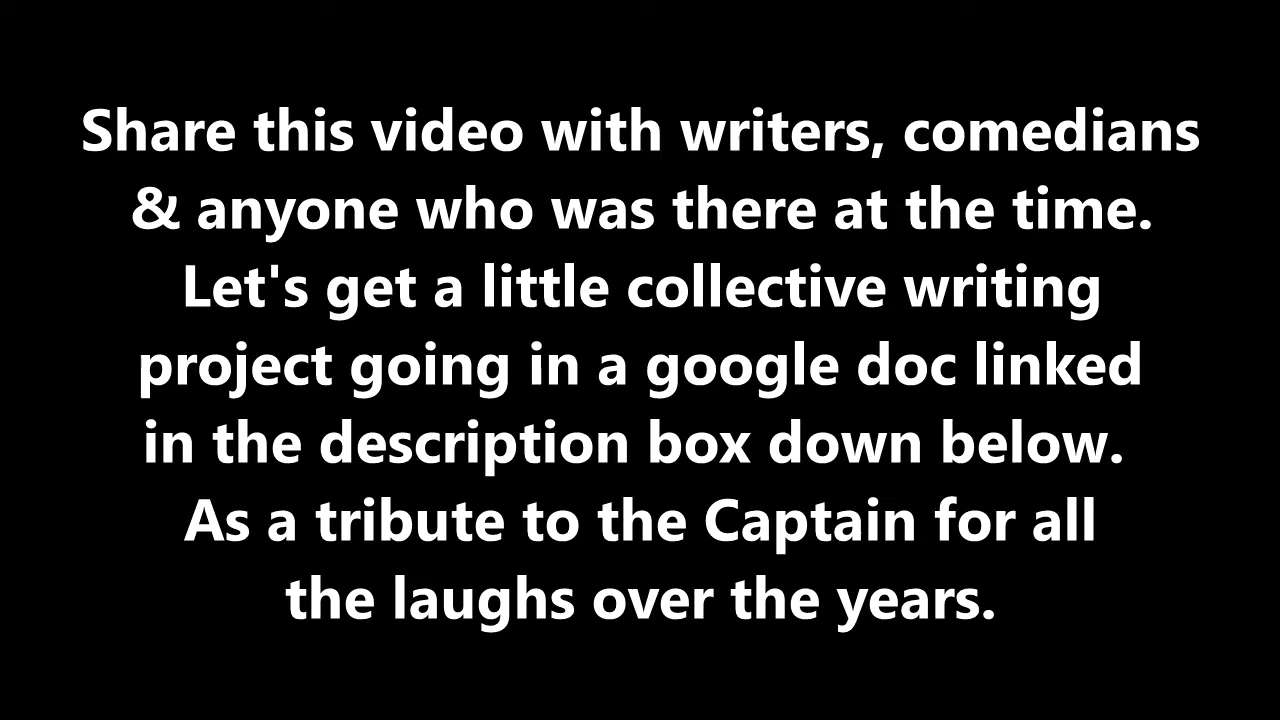 Share this video with writers, comedians
& anyone who was there at the time.
Let's get a little collective writing
project going in a google doc linked
in the description box down below.
As a tribute to the Captain for all
the laughs over the years.